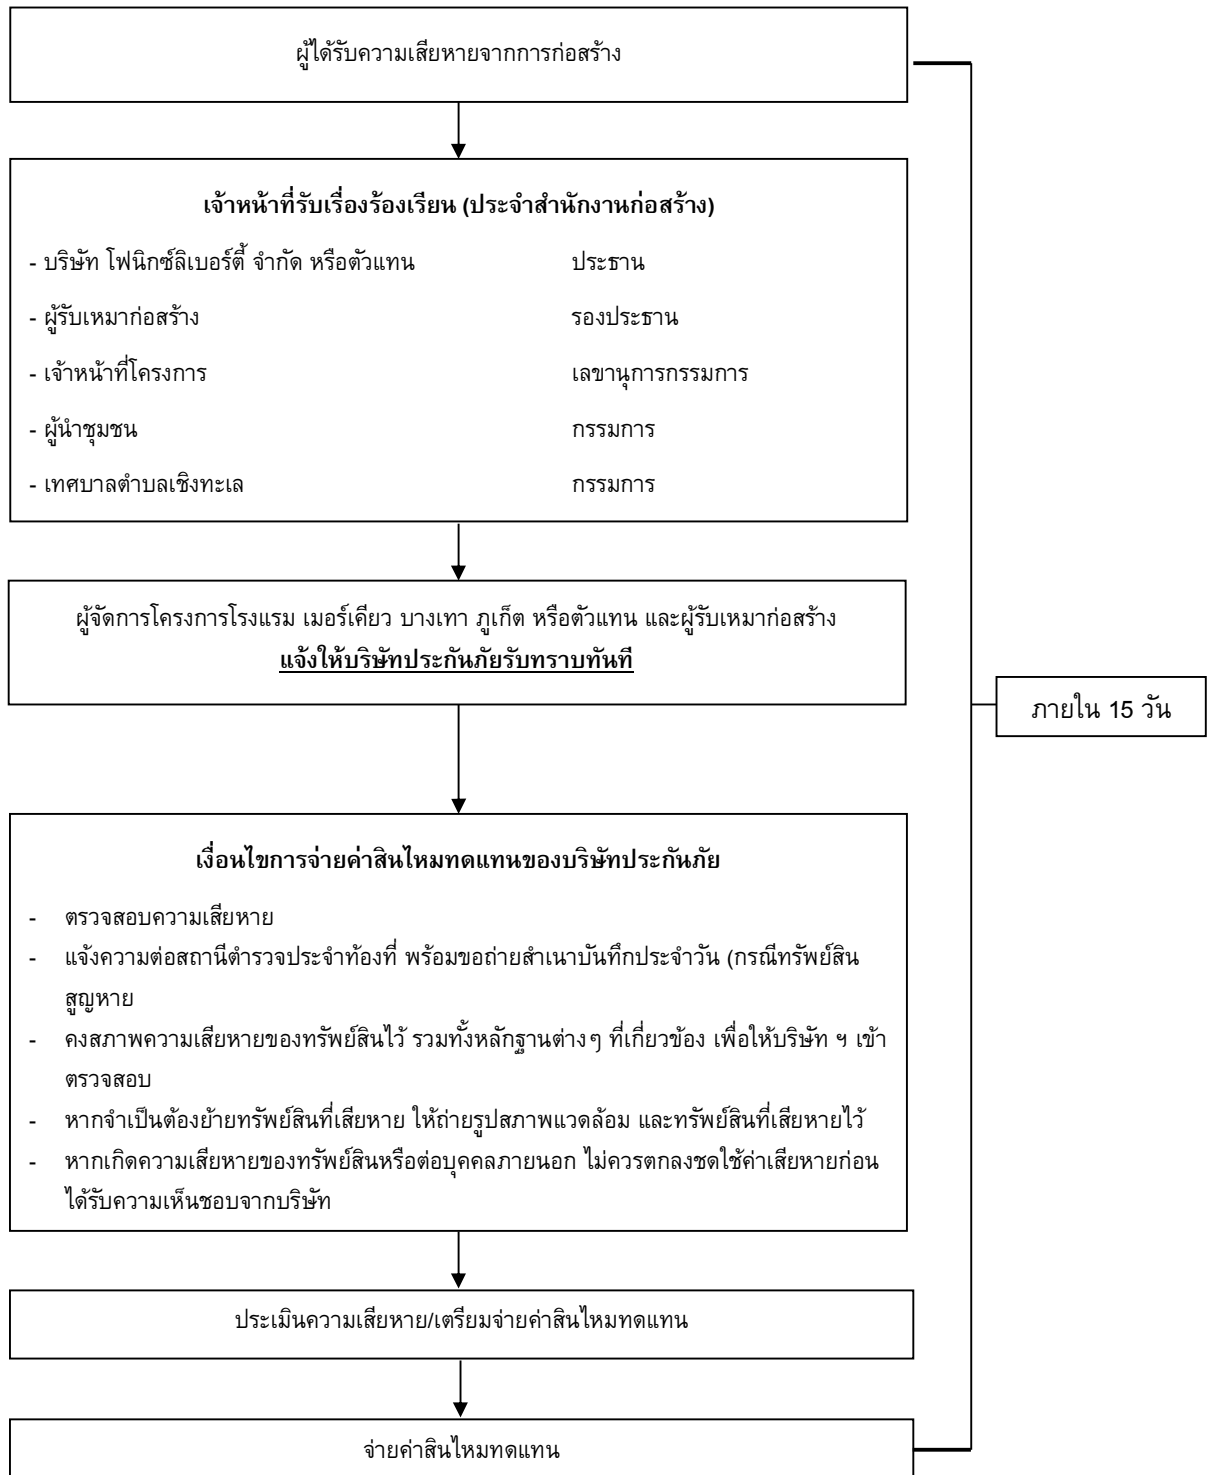 ผู้ได้รับความเสียหายจากการก่อสร้าง
เจ้าหน้าที่รับเรื่องร้องเรียน (ประจำสำนักงานก่อสร้าง)
- บริษัท โฟนิกซ์ลิเบอร์ตี้ จำกัด หรือตัวแทน ประธาน
- ผู้รับเหมาก่อสร้าง รองประธาน
- เจ้าหน้าที่โครงการ เลขานุการกรรมการ
- ผู้นำชุมชน กรรมการ
- เทศบาลตำบลเชิงทะเล กรรมการ
ผู้จัดการโครงการโรงแรม เมอร์เคียว บางเทา ภูเก็ต หรือตัวแทน และผู้รับเหมาก่อสร้าง
แจ้งให้บริษัทประกันภัยรับทราบทันที
ภายใน 15 วัน
เงื่อนไขการจ่ายค่าสินไหมทดแทนของบริษัทประกันภัย
- ตรวจสอบความเสียหาย
- แจ้งความต่อสถานีตำรวจประจำท้องที่ พร้อมขอถ่ายสำเนาบันทึกประจำวัน (กรณีทรัพย์สิน
สูญหาย
- คงสภาพความเสียหายของทรัพย์สินไว้ รวมทั้งหลักฐานต่างๆ ที่เกี่ยวข้อง เพื่อให้บริษัท ฯ เข้า
ตรวจสอบ
- หากจำเป็นต้องย้ายทรัพย์สินที่เสียหาย ให้ถ่ายรูปสภาพแวดล้อม และทรัพย์สินที่เสียหายไว้
- หากเกิดความเสียหายของทรัพย์สินหรือต่อบุคคลภายนอก ไม่ควรตกลงชดใช้ค่าเสียหายก่อน
ได้รับความเห็นชอบจากบริษัท
ประเมินความเสียหาย/เตรียมจ่ายค่าสินไหมทดแทน
จ่ายค่าสินไหมทดแทน